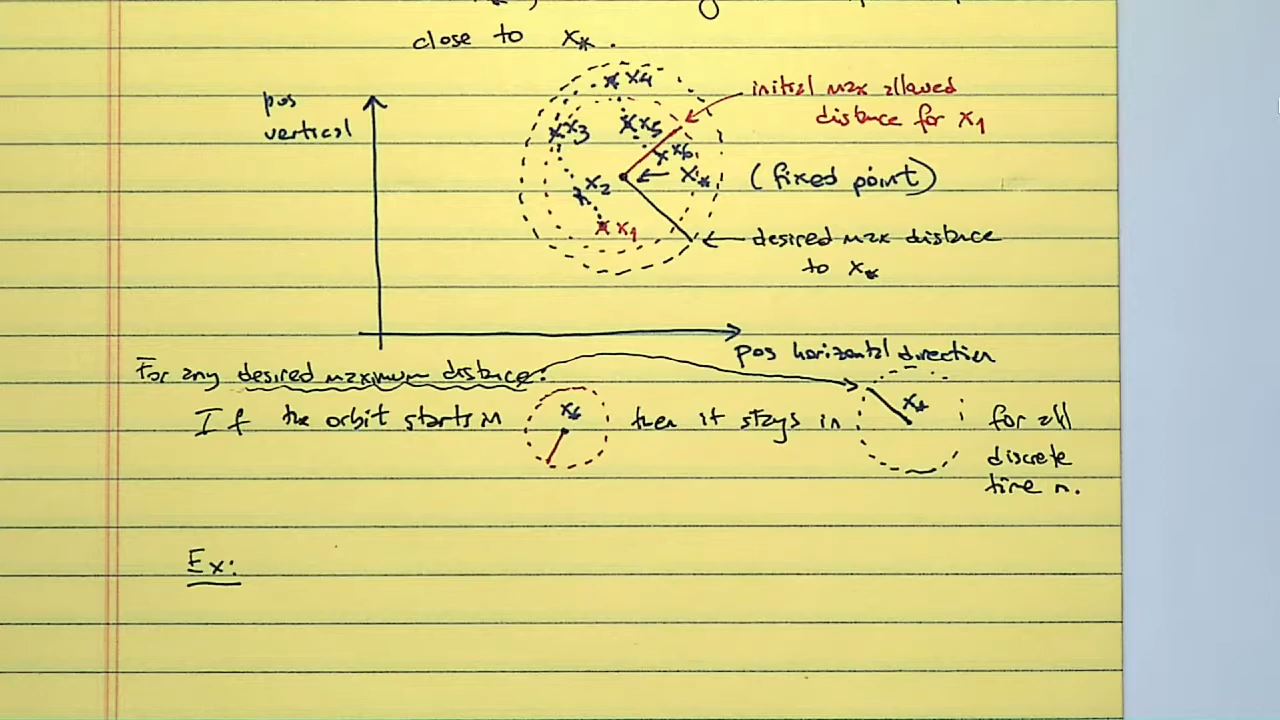 close to x* .
pos
vertical
x4
x3
x5
x6
x2
x*
x1
initial max allowed
distance for x1
(fixed point)
desired max distance
to x*
pos horizontal direction
For any desired maximum distance:
If the orbit starts in x* then it stays in x* for all
discrete
time n.
Ex: